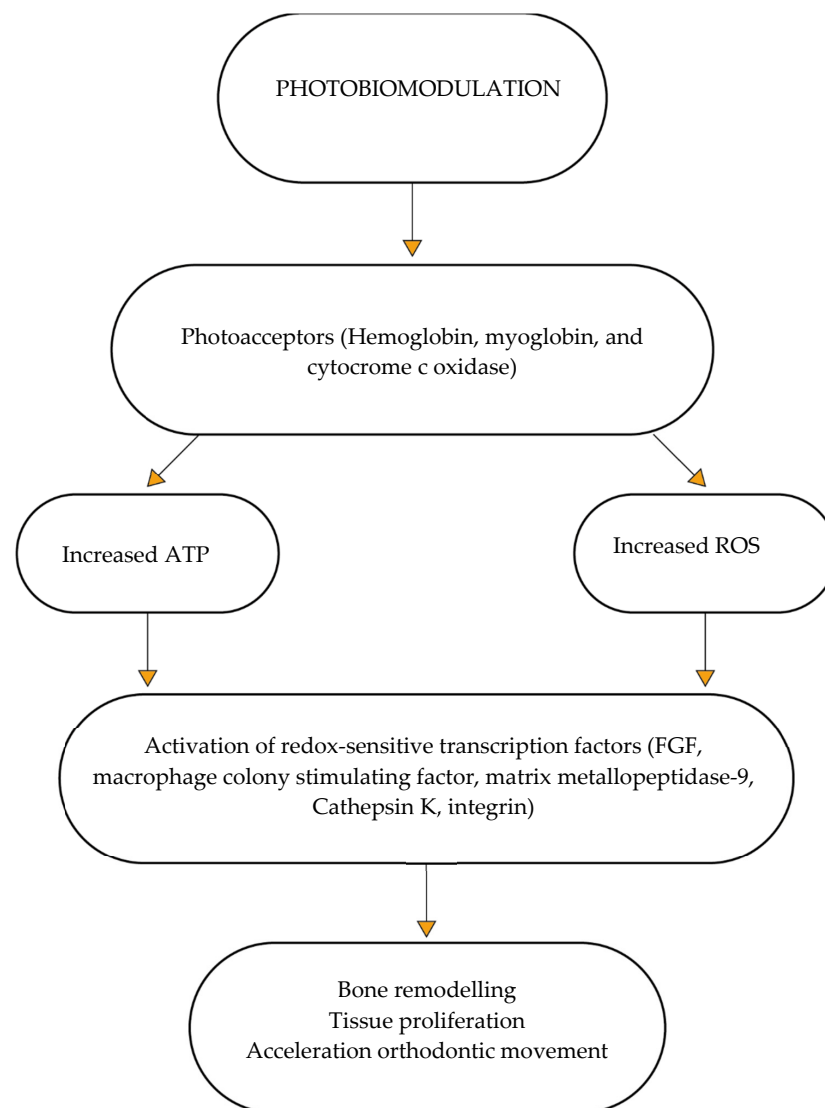 PHOTOBIOMODULATION
Photoacceptors (Hemoglobin, myoglobin, and
cytocrome c oxidase)
Increased ATP
Increased ROS
Activation of redox-sensitive transcription factors (FGF,
macrophage colony stimulating factor, matrix metallopeptidase-9,
Cathepsin K, integrin)
Bone remodelling
Tissue proliferation
Acceleration orthodontic movement